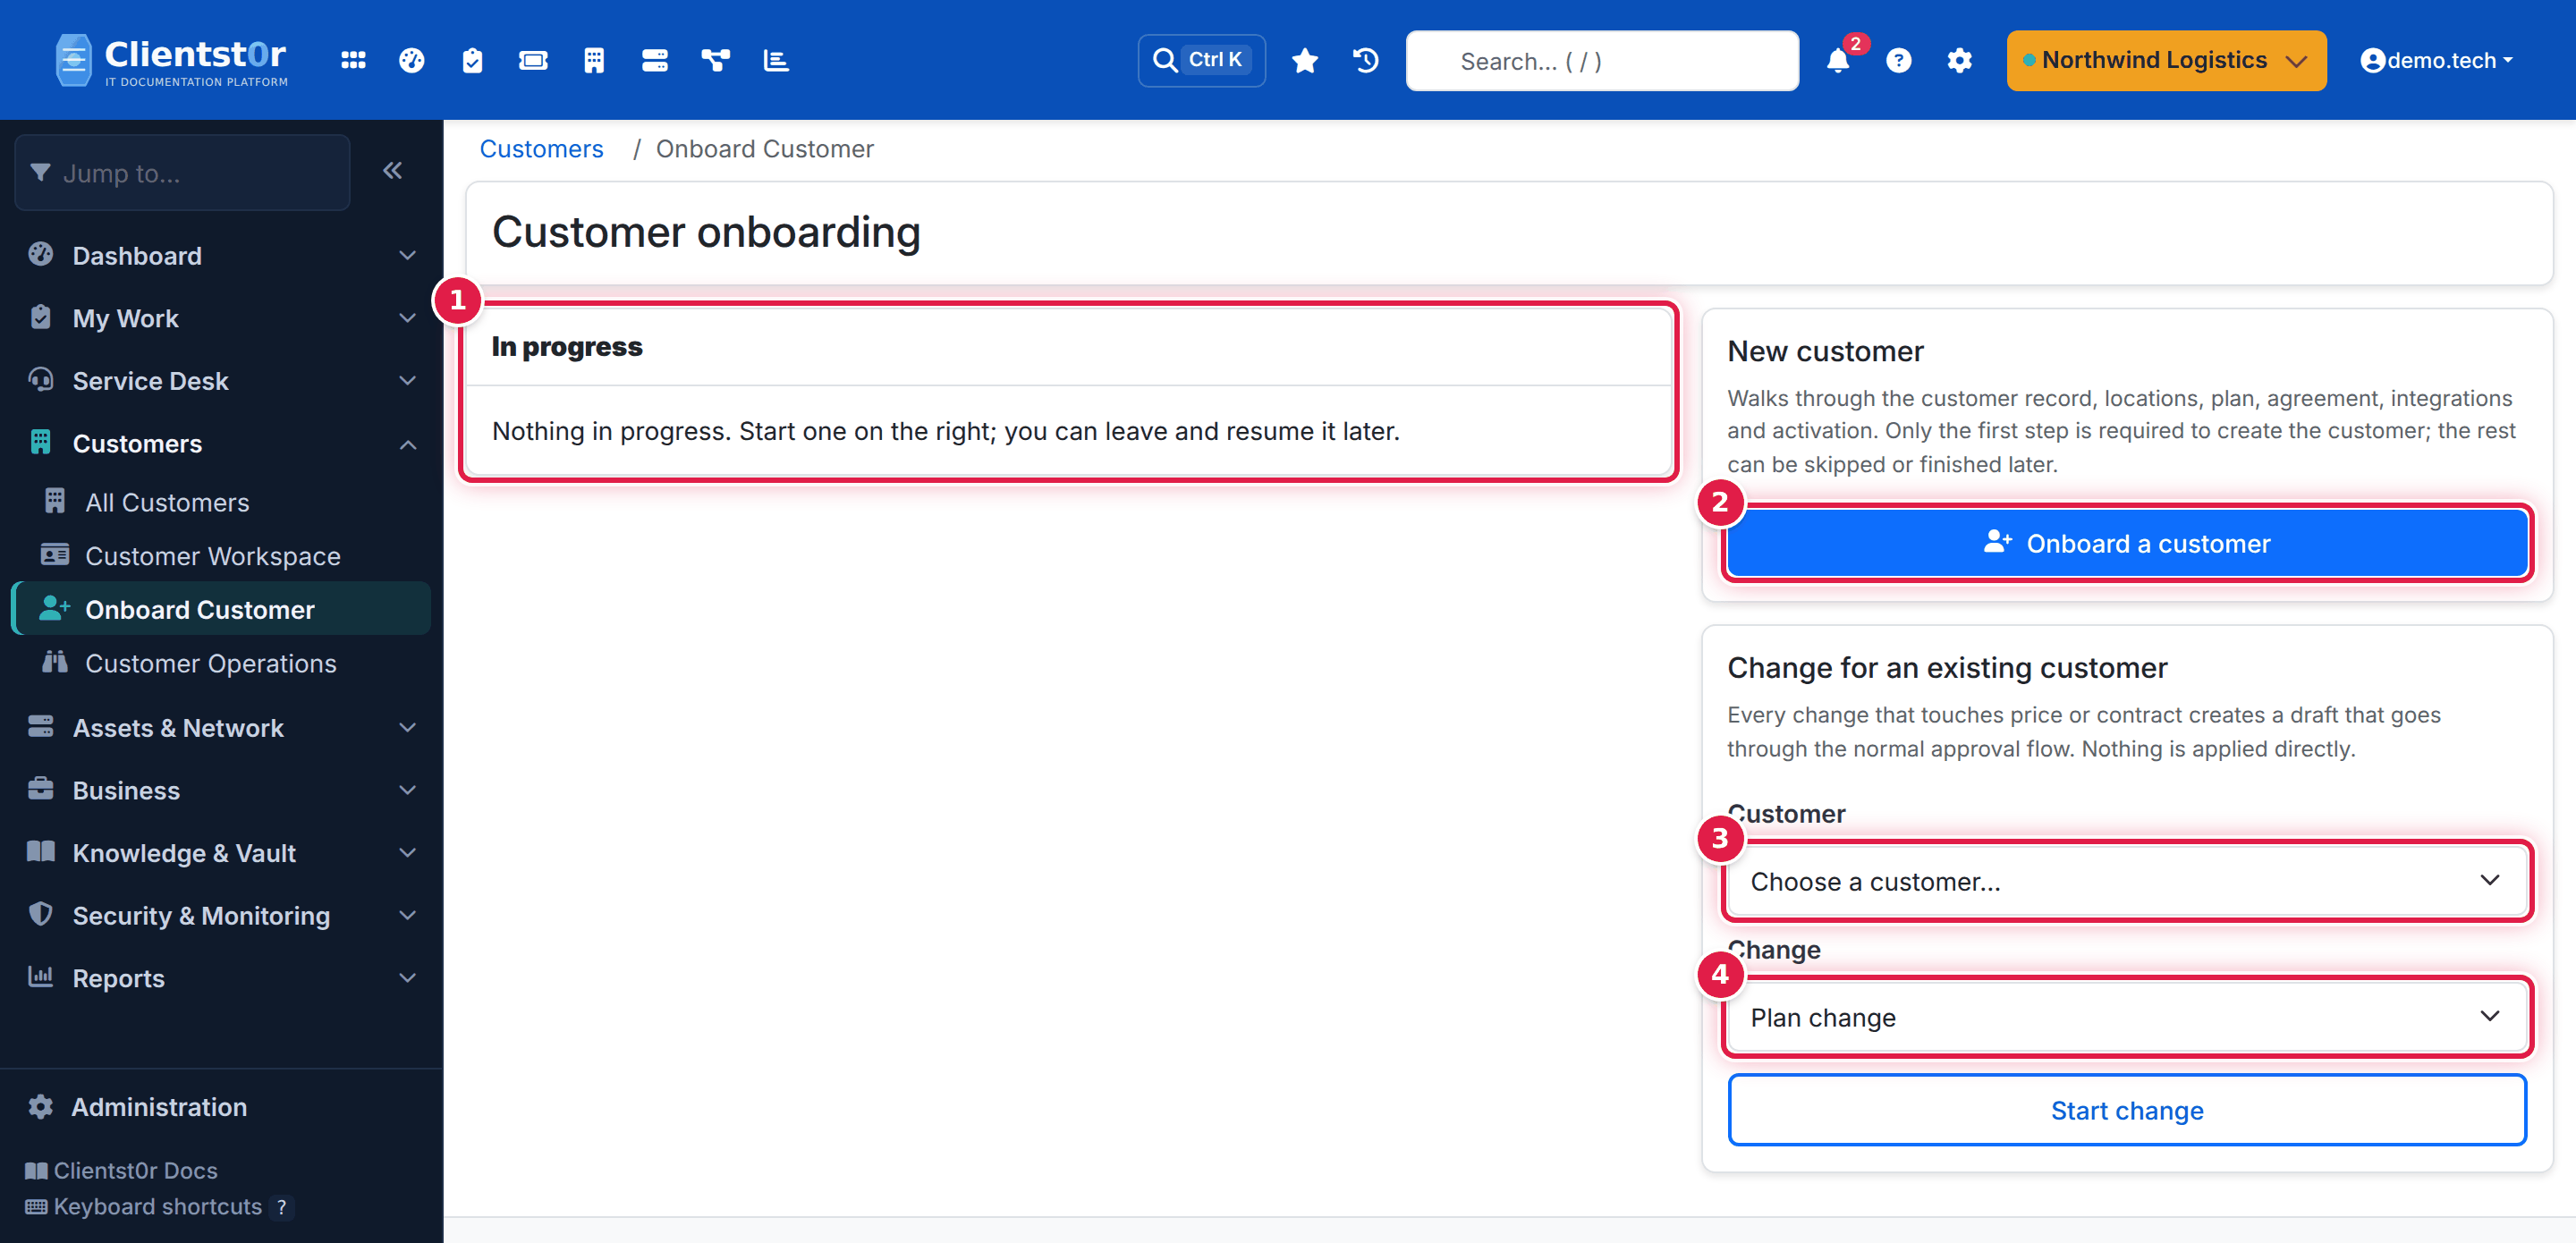 Clientst0r
IT DOCUMENTATION PLATFORM
Ctrl K
Search... ( / )
2
?
Northwind Logistics
demo.tech
Jump to...
Dashboard
My Work
Service Desk
Customers
All Customers
Customer Workspace
Onboard Customer
Customer Operations
Assets & Network
Business
Knowledge & Vault
Security & Monitoring
Reports
Administration
Clientst0r Docs
Keyboard shortcuts ?
Customers / Onboard Customer
Customer onboarding
1
In progress
Nothing in progress. Start one on the right; you can leave and resume it later.
New customer
Walks through the customer record, locations, plan, agreement, integrations
and activation. Only the first step is required to create the customer; the rest
can be skipped or finished later.
2
Onboard a customer
Change for an existing customer
Every change that touches price or contract creates a draft that goes
through the normal approval flow. Nothing is applied directly.
Customer
3
Choose a customer...
Change
4
Plan change
Start change